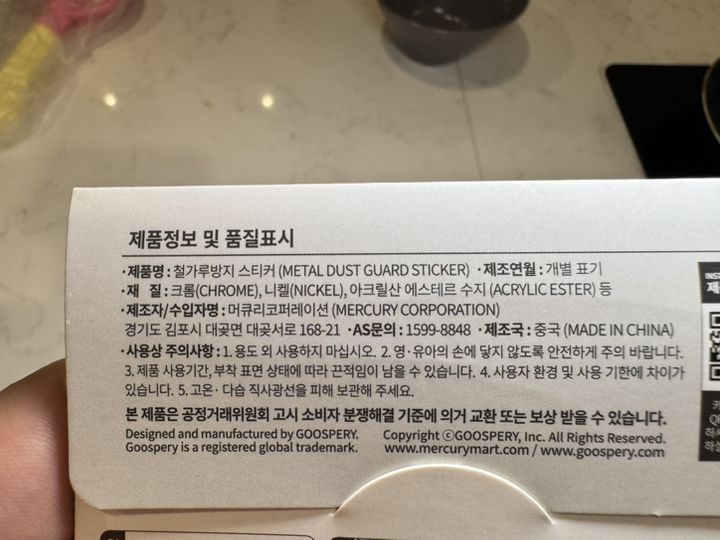 제품정보 및 품질표시
·제품명 : 철가루방지 스티커 (METAL DUST GUARD STICKER) ·제조연월 : 개별 표기
·재 질 : 크롬(CHROME), 니켈(NICKEL), 아크릴산 에스테르 수지 (ACRYLIC ESTER) 등
·제조자/수입자명 : 머큐리코퍼레이션 (MERCURY CORPORATION)
경기도 김포시 대곶면 대곶서로 168-21 ·AS문의 : 1599-8848 ·제조국 : 중국 (MADE IN CHINA)
·사용상 주의사항 : 1. 용도 외 사용하지 마십시오. 2. 영·유아의 손에 닿지 않도록 안전하게 주의 바랍니다.
3. 제품 사용기간, 부착 표면 상태에 따라 끈적임이 남을 수 있습니다. 4. 사용자 환경 및 사용 기한에 차이가
있습니다. 5. 고온·다습 직사광선을 피해 보관해 주세요.
본 제품은 공정거래위원회 고시 소비자 분쟁해결 기준에 의거 교환 또는 보상 받을 수 있습니다.
Designed and manufactured by GOOSPERY. Copyright ⓒGOOSPERY, Inc. All Rights Reserved.
Goospery is a registered global trademark. www.mercurymart.com / www.goospery.com